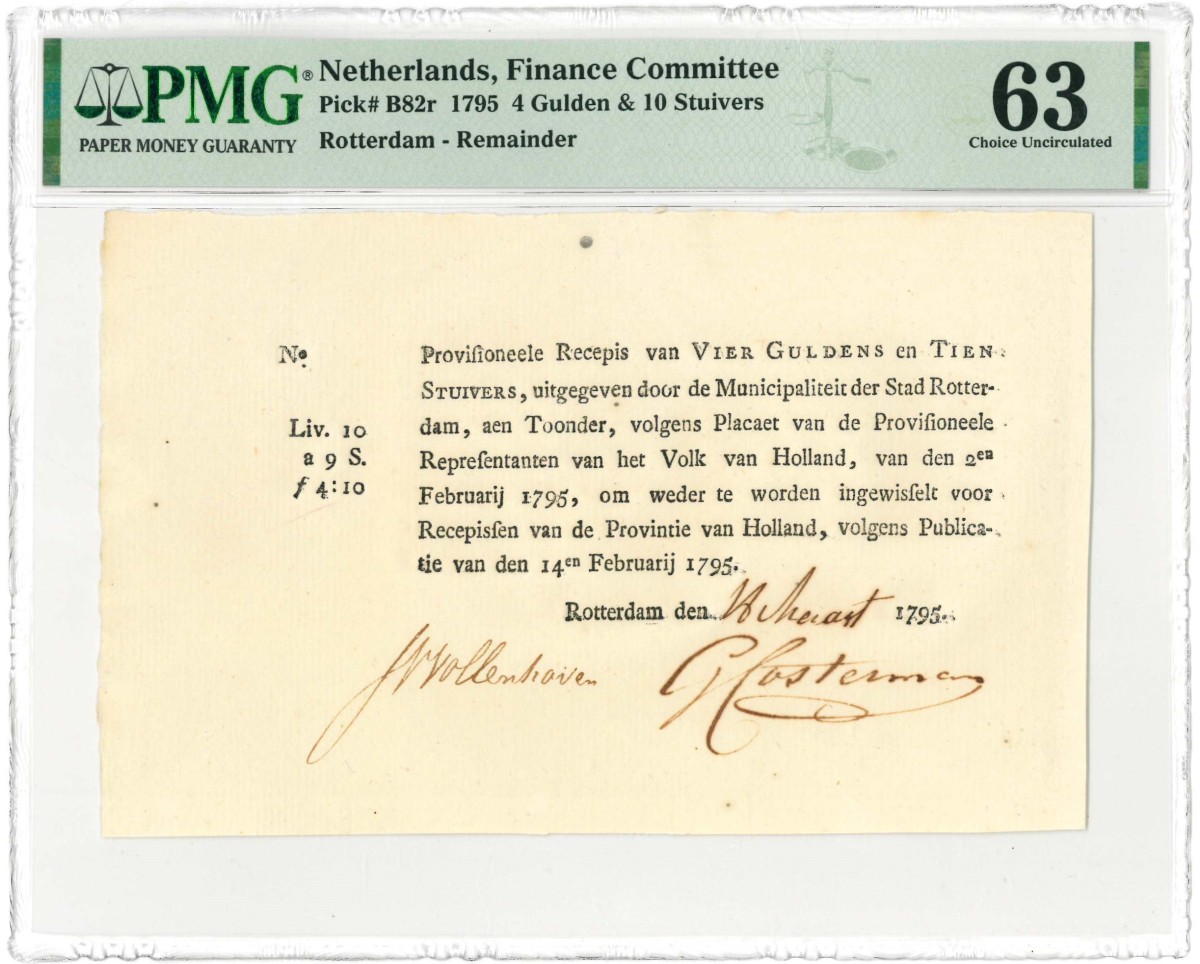 PMG®
PAPER MONEY GUARANTY
Netherlands, Finance Committee
Pick# B82r 1795 4 Gulden & 10 Stuivers
Rotterdam - Remainder
63
Choice Uncirculated
No.
Liv. 10
a 9 S.
f 4:10
Proviſioneele Recepis van VIER GULDENS en TIEN
STUIVERS, uitgegeven door de Municipaliteit der Stad Rotter-
dam, aen Toonder, volgens Placaet van de Proviſioneele
Repreſentanten van het Volk van Holland, van den 2en
Februarij 1795, om weder te worden ingewiſſelt voor
Recepisſen van de Provintie van Holland, volgens Publica-
tie van den 14en Februarij 1795.
Rotterdam den Maart 1795.
Vollenhoven Costerman